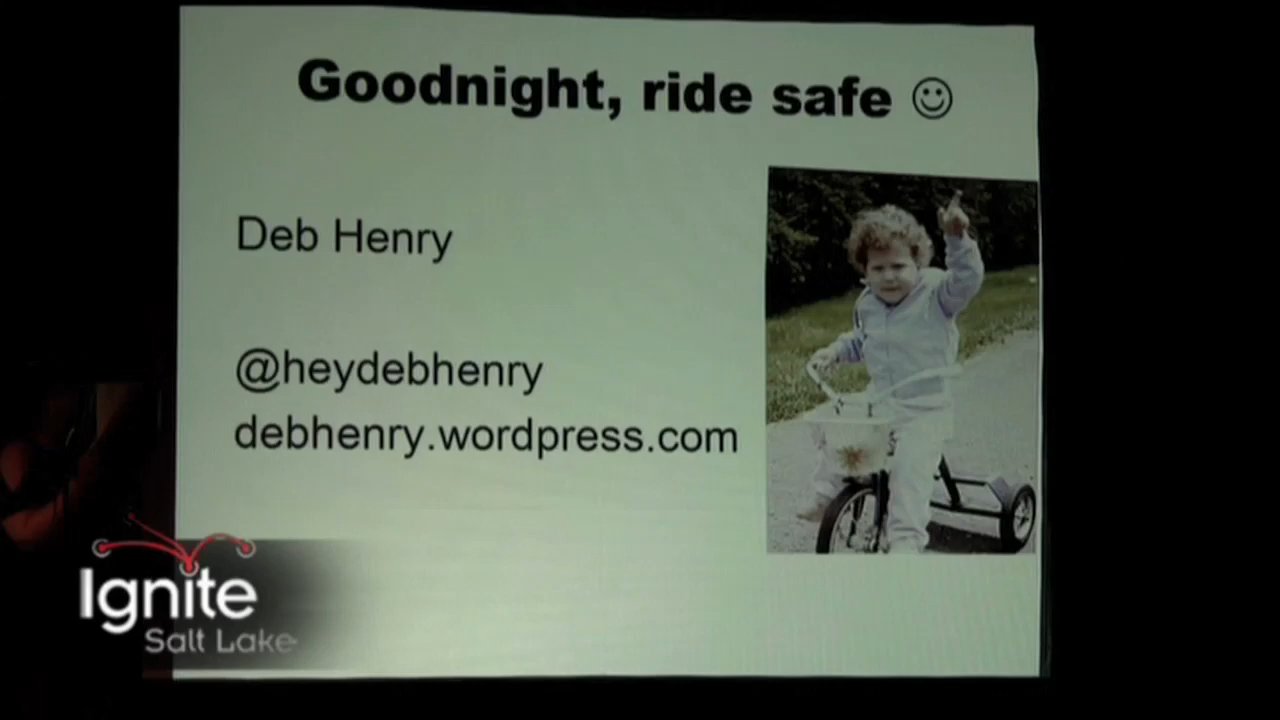 Goodnight, ride safe ☺
Deb Henry
@heydebhenry
debhenry.wordpress.com
Ignite
Salt Lake